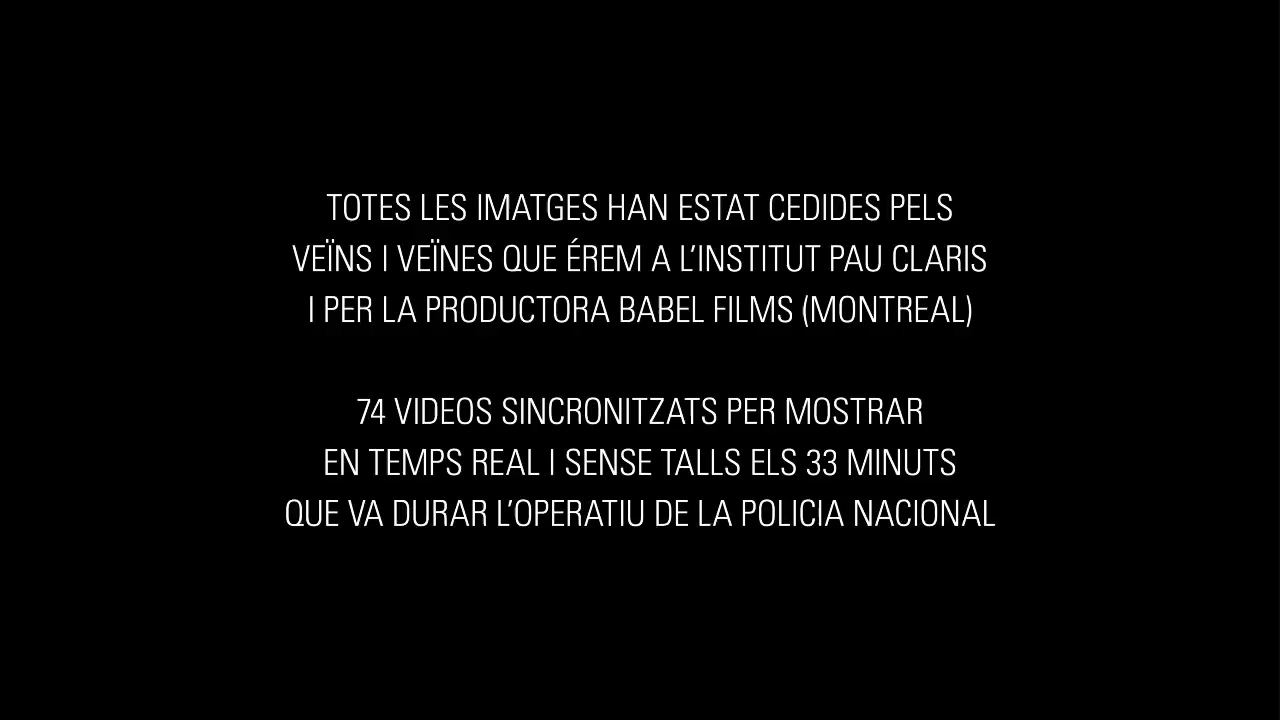 TOTES LES IMATGES HAN ESTAT CEDIDES PELS
VEÏNS I VEÏNES QUE ÉREM A L’INSTITUT PAU CLARIS
I PER LA PRODUCTORA BABEL FILMS (MONTREAL)
74 VIDEOS SINCRONITZATS PER MOSTRAR
EN TEMPS REAL I SENSE TALLS ELS 33 MINUTS
QUE VA DURAR L’OPERATIU DE LA POLICIA NACIONAL